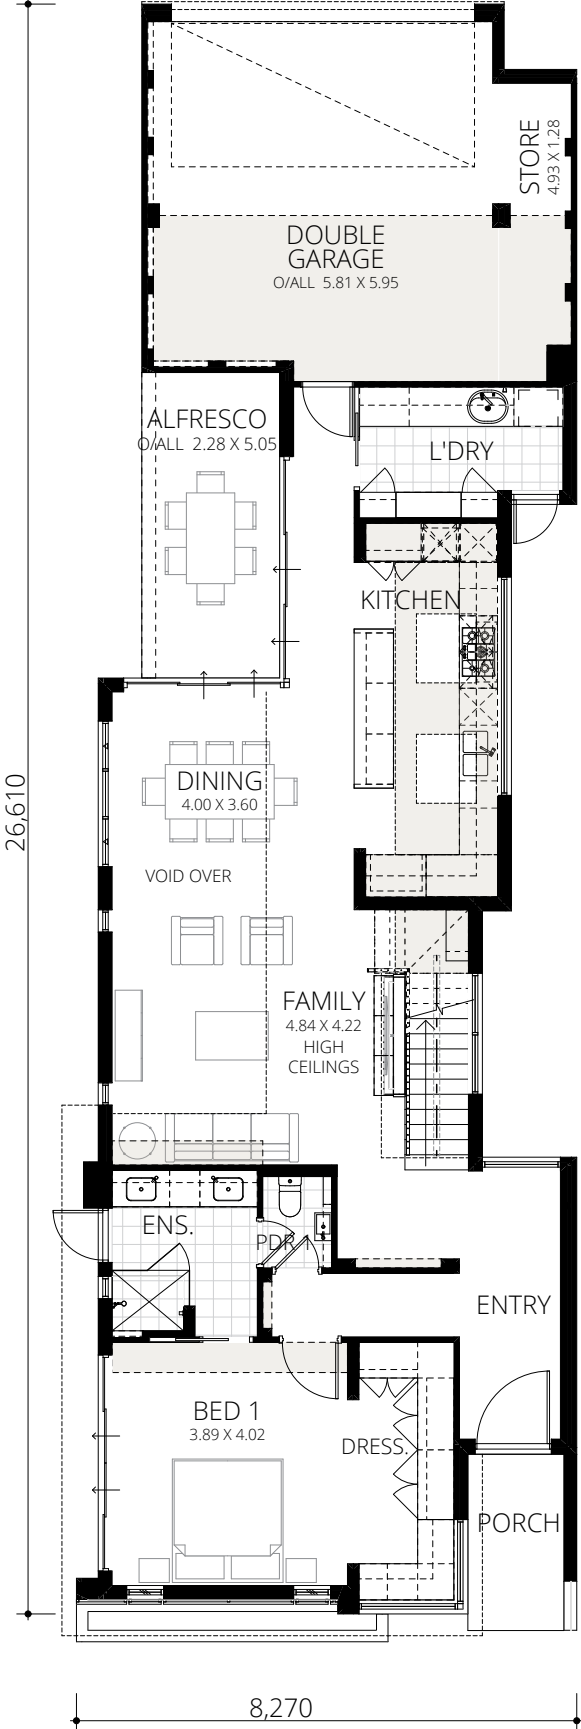 STORE
4.93 X 1.28
DOUBLE
GARAGE
O/ALL 5.81 X 5.95
ALFRESCO
O/ALL 2.28 X 5.05
L'DRY
KITCHEN
26,610
DINING
4.00 X 3.60
VOID OVER
FAMILY
4.84 X 4.22
HIGH
CEILINGS
ENS.
PDR 1
ENTRY
BED 1
3.89 X 4.02
DRESS.
PORCH
8,270